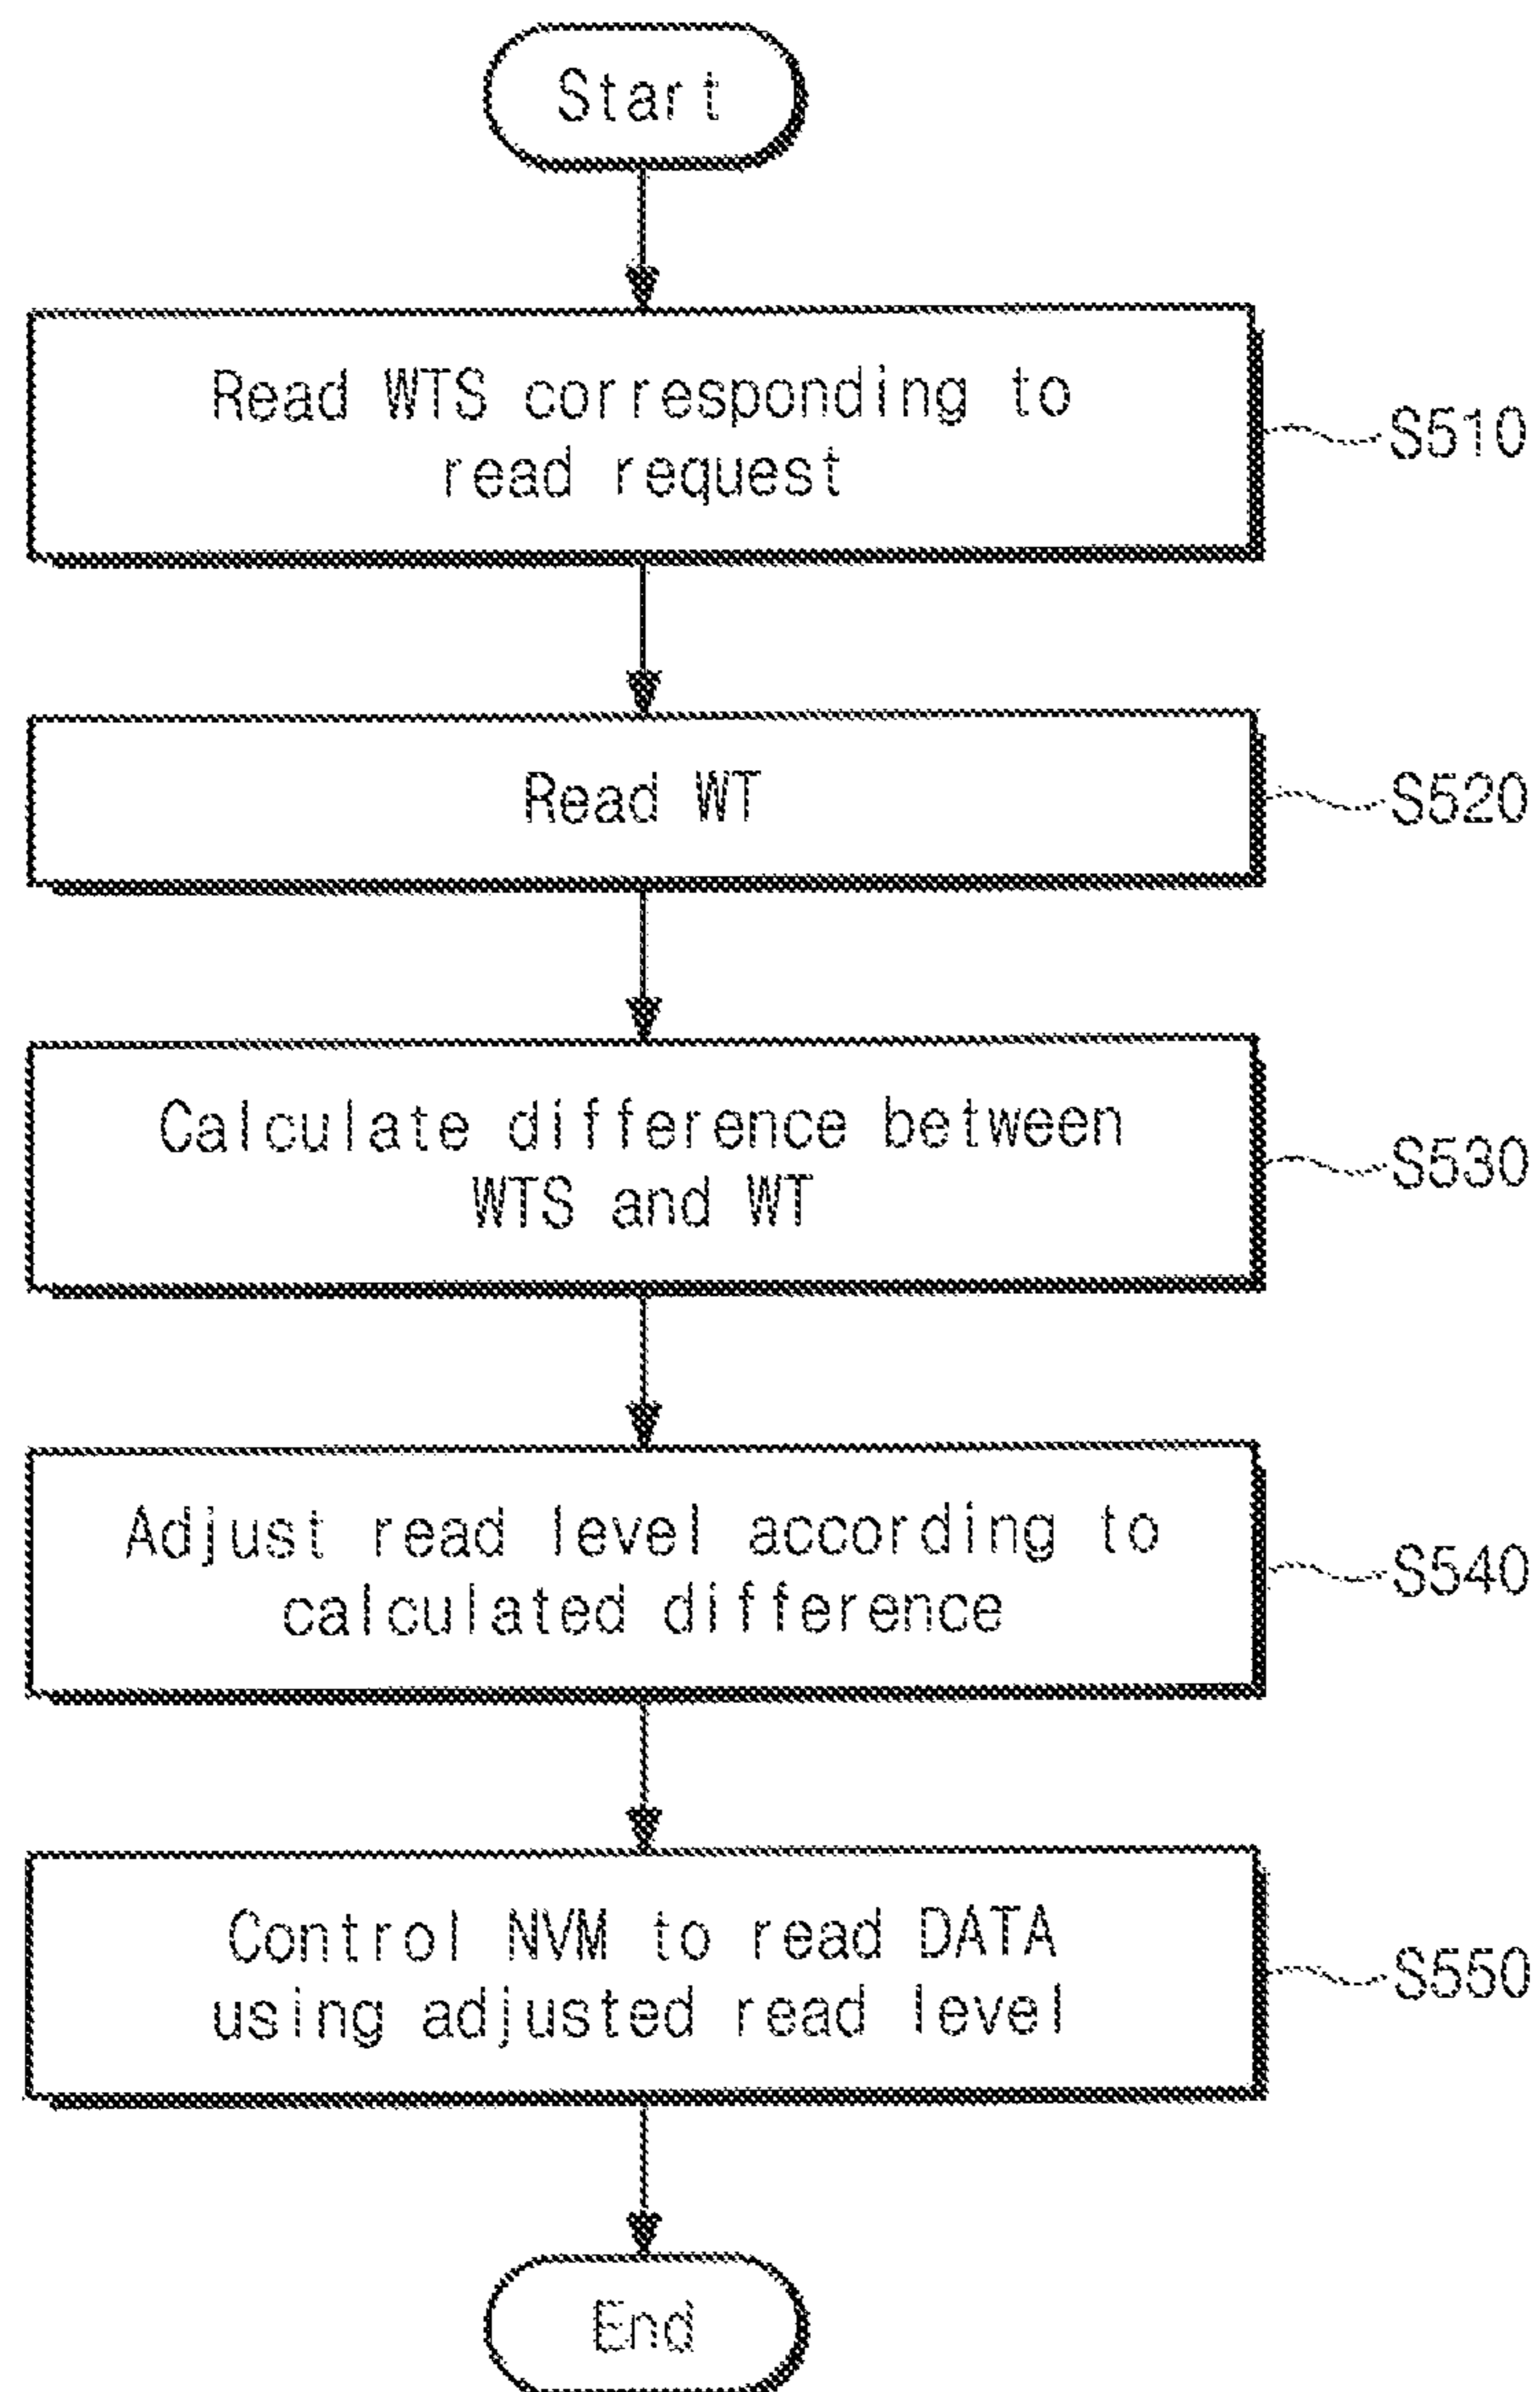 Start
Read WTS corresponding to
read request
S510
Read WT
S520
Calculate difference between
WTS and WT
S530
Adjust read level according to
calculated difference
S540
Control NVM to read DATA
using adjusted read level
S550
End